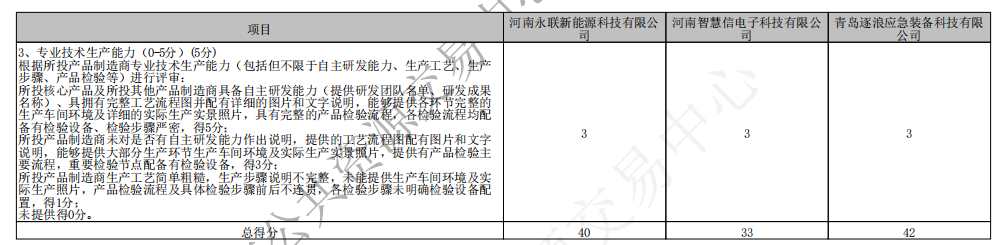 项目
河南永联新能源科技有限公
司
河南智慧信电子科技有限公
司
青岛逐浪应急装备科技有限
公司
3、专业技术生产能力（0-5分）(5分)
根据所投产品制造商专业技术生产能力（包括但不限于自主研发能力、生产工艺、生产
步骤、产品检验等）进行评审：
所投核心产品及所投其他产品制造商具备自主研发能力（提供研发团队名单、研发成果
名称）、具拥有完整工艺流程图并配有详细的图片和文字说明，能够提供各环节完整的
生产车间环境及详细的实际生产实景照片，具有完整的产品检验流程，各检验流程均配
备有检验设备、检验步骤严密，得5分；
所投产品制造商未对是否有自主研发能力作出说明，提供的工艺流程图配有图片和文字
说明，能够提供大部分生产环节生产车间环境及实际生产实景照片，提供有产品检验主
要流程，重要检验节点配备有检验设备，得3分；
所投产品制造商生产工艺简单粗糙，生产步骤说明不完整，未能提供生产车间环境及实
际生产照片，产品检验流程及具体检验步骤前后不连贯，各检验步骤未明确检验设备配
置，得1分；
未提供得0分。
3
3
3
总得分
40
33
42
公共资源交易中心
源交易中心